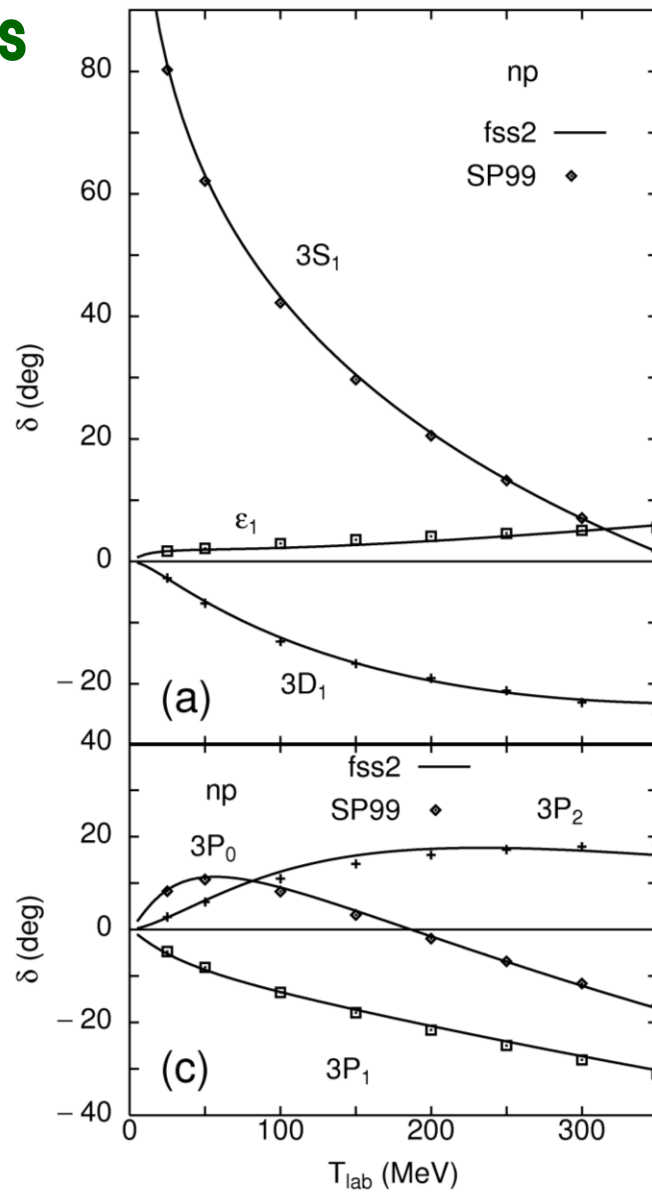 s
80
60
40
20
0
− 20
40
δ (deg)
np
fss2
SP99
3S₁
ε₁
3D₁
(a)
20
0
− 20
− 40
δ (deg)
fss2
np
SP99
3P₂
3P₀
3P₁
(c)
0 100 200 300
T_lab (MeV)